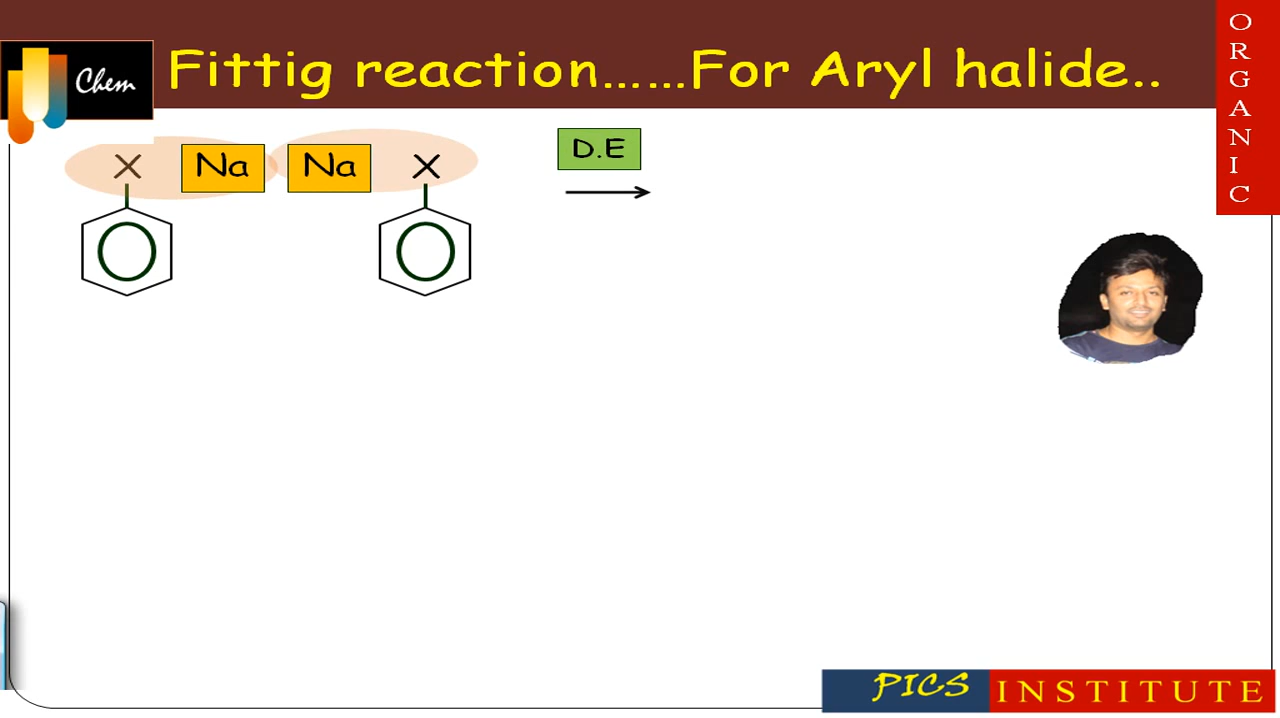 Fittig reaction......For Aryl halide..
Chem
ORGANIC
X Na Na X
D.E
PICS INSTITUTE